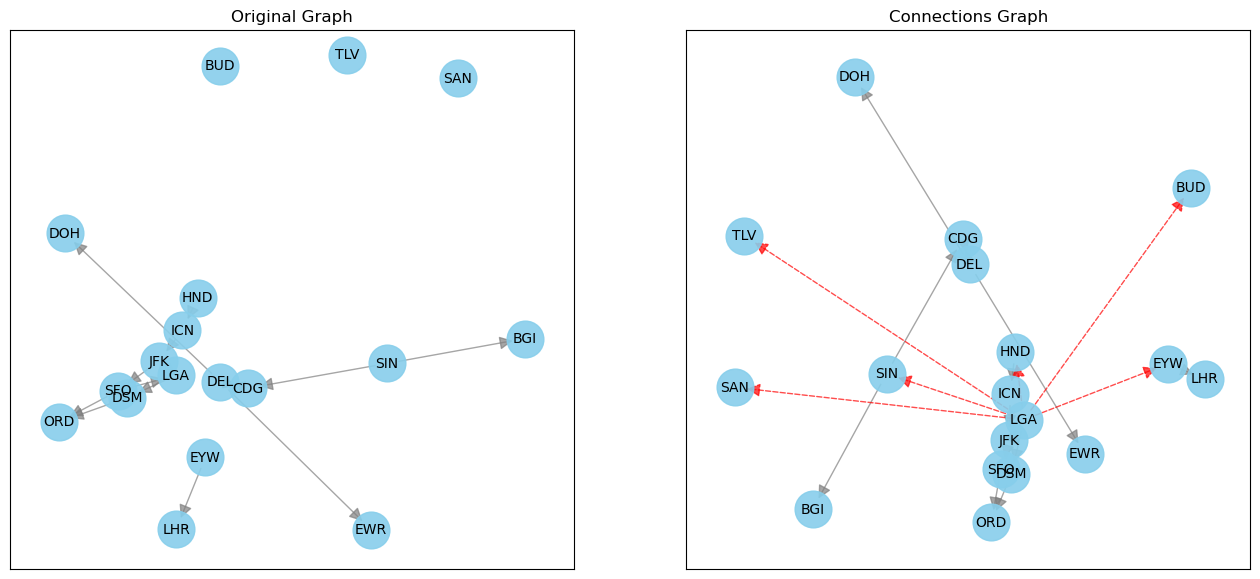 Original Graph
BUD
TLV
SAN
DOH
HND
ICN
BGI
JFK
SIN
LGA
DEL
CDG
SFO
DSM
ORD
EYW
LHR
EWR
Connections Graph
DOH
BUD
TLV
CDG
DEL
HND
EYW
SIN
LHR
SAN
ICN
LGA
JFK
EWR
SFO
DSM
BGI
ORD